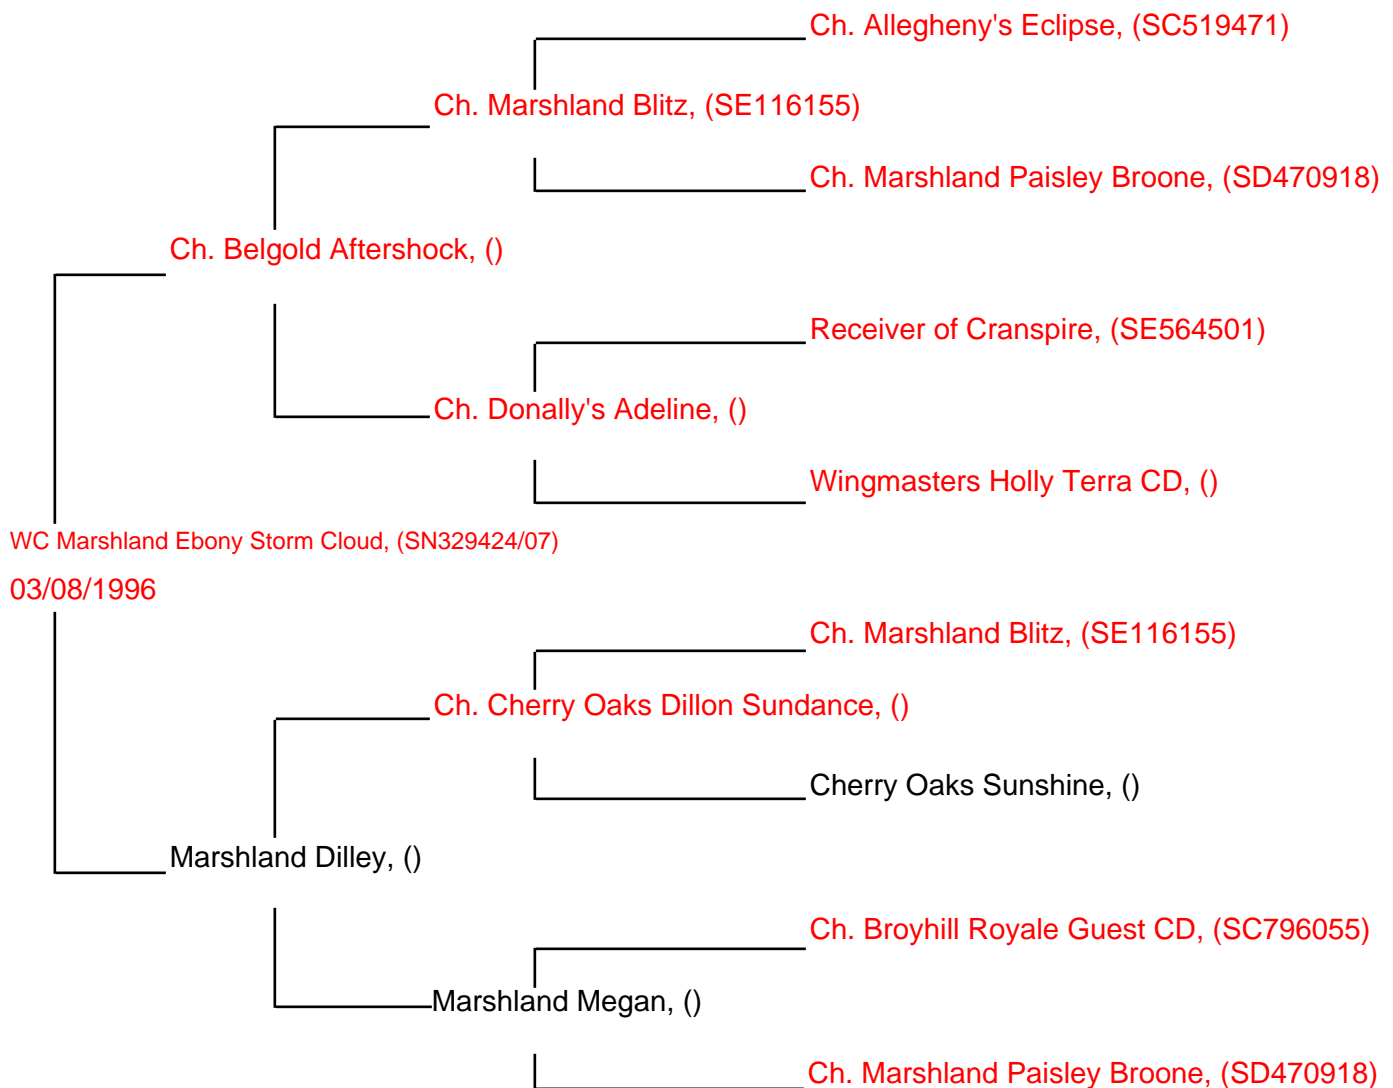 Ch. Allegheny's Eclipse, (SC519471)
Ch. Marshland Blitz, (SE116155)
Ch. Marshland Paisley Broone, (SD470918)
Ch. Belgold Aftershock, ()
Receiver of Cranspire, (SE564501)
Ch. Donally's Adeline, ()
Wingmasters Holly Terra CD, ()
WC Marshland Ebony Storm Cloud, (SN329424/07)
03/08/1996
Ch. Marshland Blitz, (SE116155)
Ch. Cherry Oaks Dillon Sundance, ()
Cherry Oaks Sunshine, ()
Marshland Dilley, ()
Ch. Broyhill Royale Guest CD, (SC796055)
Marshland Megan, ()
Ch. Marshland Paisley Broone, (SD470918)